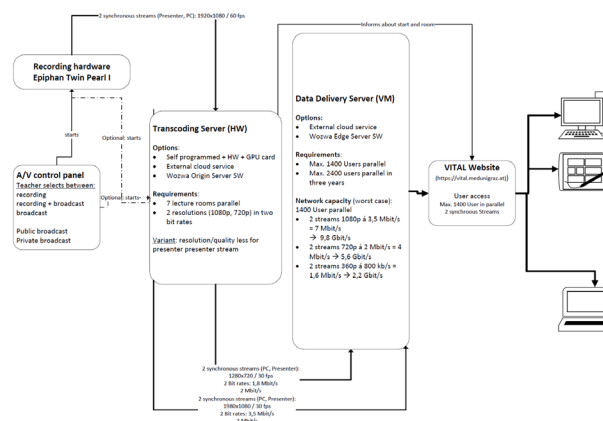 2 synchronous streams (Presenter, PC): 1920x1080 / 60 fps
Informs about start and room
Recording hardware
Epiphan Twin Pearl I
starts
Optional: starts
Optional: starts-
A/V control panel
Teacher selects between:
recording
recording + broadcast
broadcast
Public broadcast
Private broadcast
Transcoding Server (HW)
Options:
• Self programmed + HW + GPU card
• External cloud service
• Wozwa Origin Server SW
Requirements:
• 7 lecture rooms parallel
• 2 resolutions (1080p, 720p) in two
bit rates
Variant: resolution/quality less for
presenter presenter stream
Data Delivery Server (VM)
Options:
• External cloud service
• Wozwa Edge Server SW
Requirements:
• Max. 1400 Users parallel
• Max. 2400 users parallel in
three years
Network capacity (worst case):
1400 User parallel
• 2 streams 1080p á 3,5 Mbit/s
= 7 Mbit/s
→ 9,8 Gbit/s
• 2 streams 720p á 2 Mbit/s = 4
Mbit/s → 5,6 Gbit/s
• 2 streams 360p á 800 kb/s =
1,6 Mbit/s → 2,2 Gbit/s
VITAL Website
(https://vital.medunigraz.at))
User access
Max. 1400 User in parallel
2 synchronous Streams
2 synchronous streams (PC, Presenter):
1280x720 / 30 fps
2 Bit rates: 1,8 Mbit/s
2 Mbit/s
2 synchronous streams (PC, Presenter):
1980x1080 / 30 fps
2 Bit rates: 3,5 Mbit/s